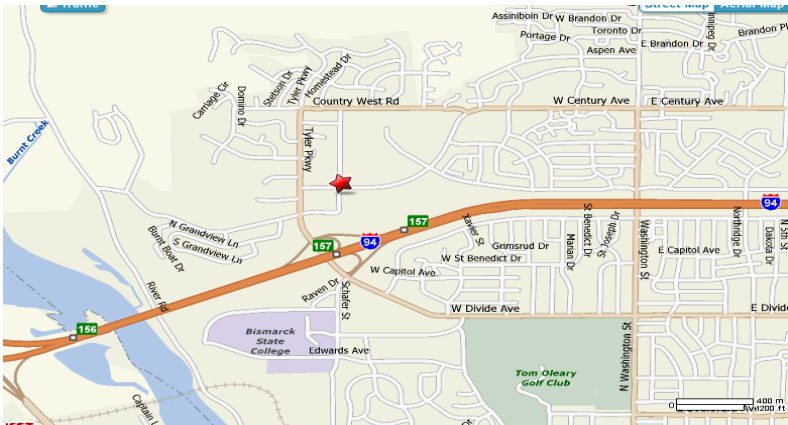 Traffic
Street Map
Aerial Map
Assiniboin Dr
W Brandon Dr
Toronto Dr
Portage Dr
Aspen Ave
E Brandon Dr
Brandon Pl
Stetson Dr
Tyler Pkwy
Homestead Dr
Carriage Cir
Domino Dr
Country West Rd
W Century Ave
E Century Ave
Burnt Creek
Tyler Pkwy
94
N Grandview Ln
S Grandview Ln
Burnt Boat Dr
157
157
94
Xavier St
St Benedict Dr
St Joseph Dr
Washington St
Northridge Dr
Dakota Dr
N 5th St
Grimsrud Dr
Marian Dr
E Capitol Ave
W St Benedict Dr
W Capitol Ave
River Rd
Raven Dr
Schafer St
W Divide Ave
E Divid
156
Bismarck
State
College
Edwards Ave
N Washington St
Tom Oleary
Golf Club
Captain
0
400 m
1200 ft